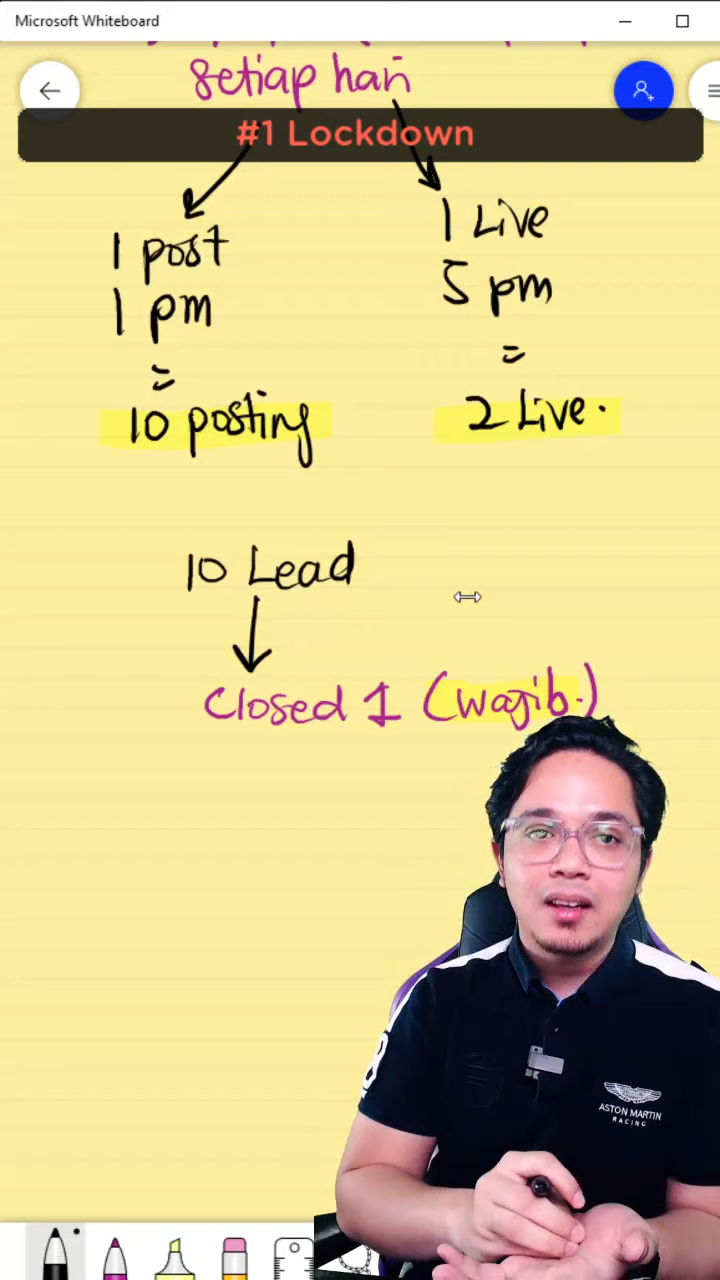 Microsoft Whiteboard
setiap hari
#1 Lockdown
1 post
1 pm
=
10 posting
1 Live
5 pm
=
2 Live.
10 Lead
Closed 1 (wajib.)
ASTON MARTIN
RACING